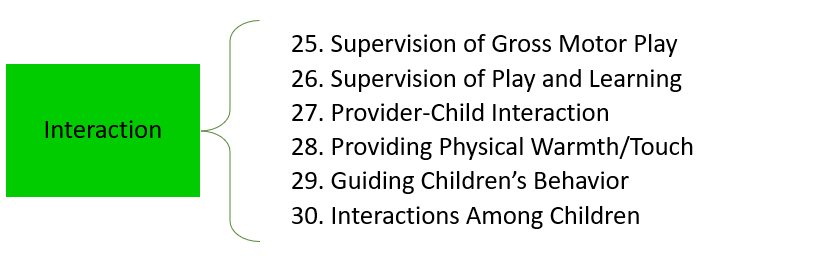 Interaction
25. Supervision of Gross Motor Play
26. Supervision of Play and Learning
27. Provider-Child Interaction
28. Providing Physical Warmth/Touch
29. Guiding Children’s Behavior
30. Interactions Among Children